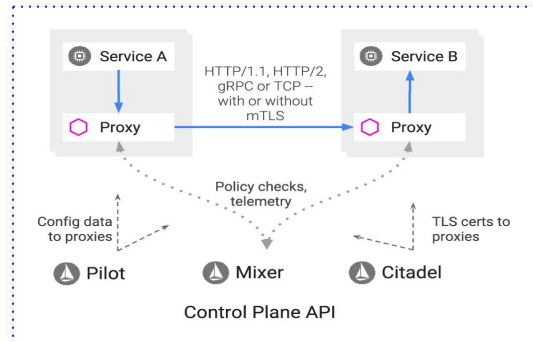 Service A
Service B
HTTP/1.1, HTTP/2,
gRPC or TCP --
with or without
mTLS
Proxy
Proxy
Policy checks,
telemetry
Config data
to proxies
TLS certs to
proxies
Pilot
Mixer
Citadel
Control Plane API